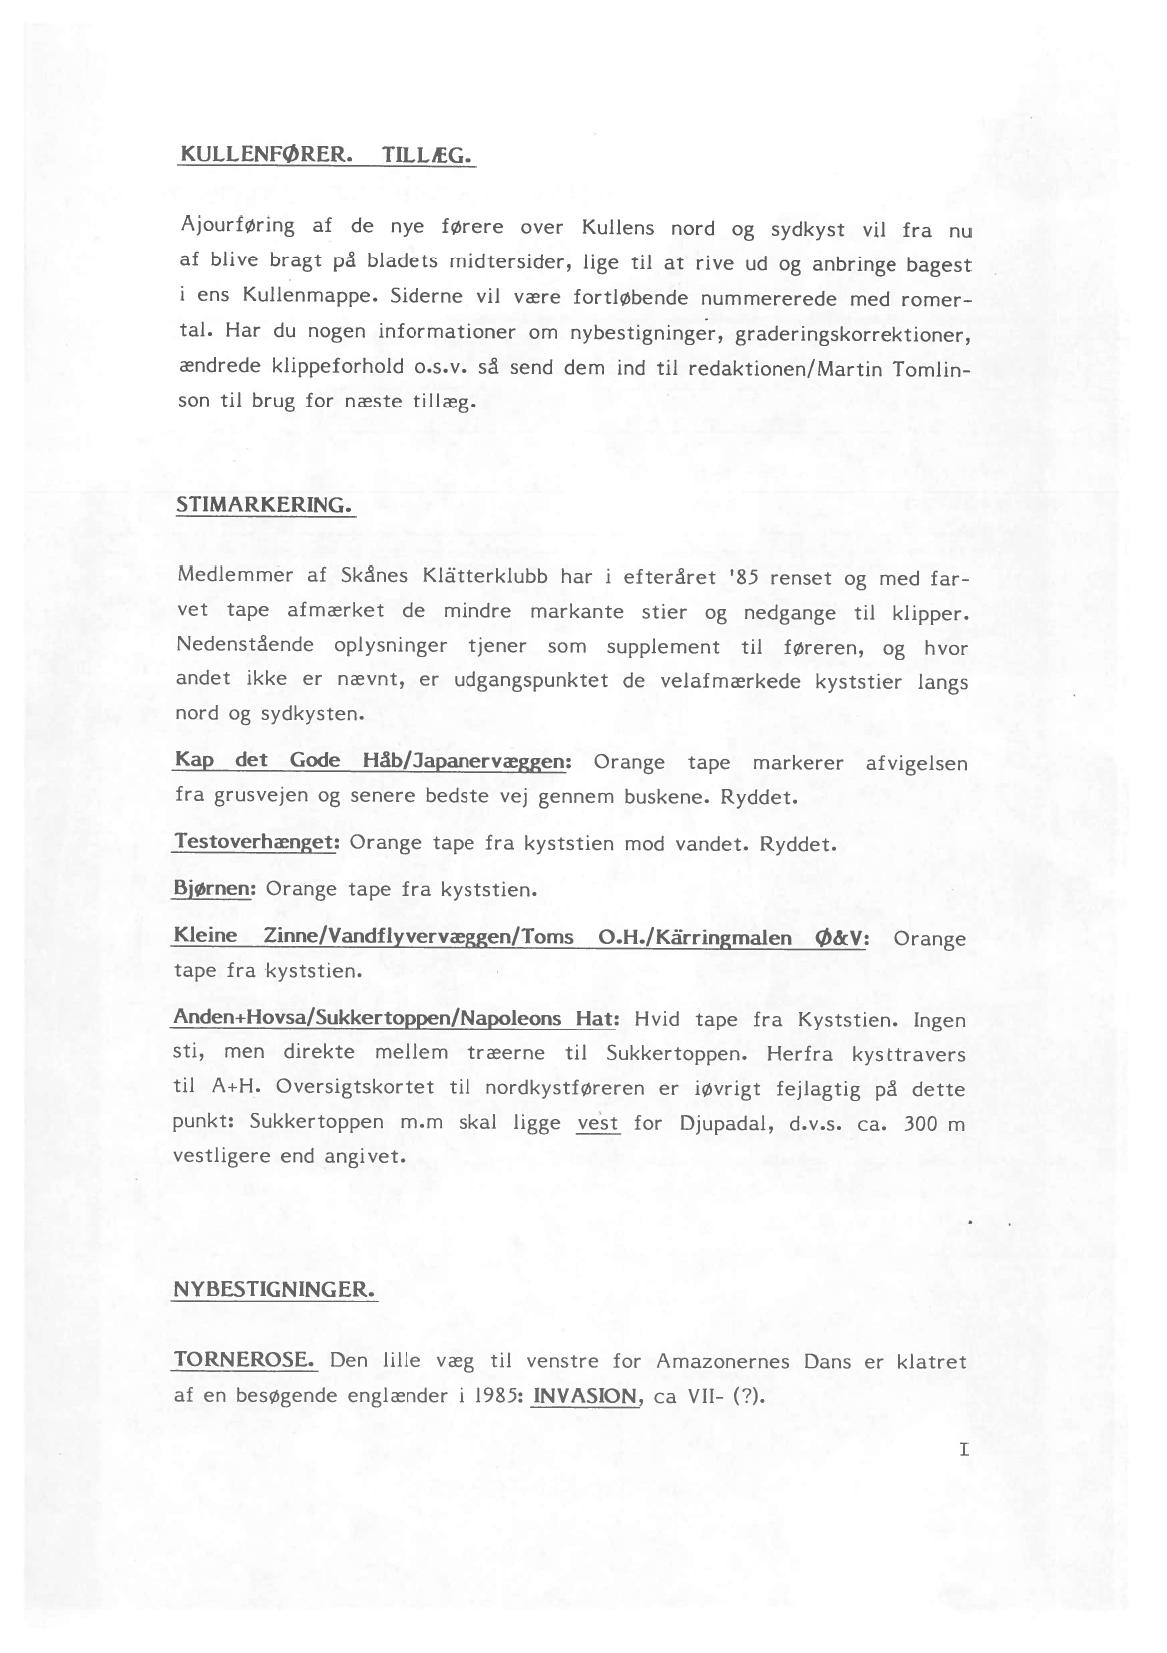 KULLENFØRER. TILLÆG.
Ajourføring af de nye førere over Kullens nord og sydkyst vil fra nu
af blive bragt på bladets midtersider, lige til at rive ud og anbringe bagest
i ens Kullenmappe. Siderne vil være fortløbende nummererede med romer-
tal. Har du nogen informationer om nybestigninger, graderingskorrektioner,
ændrede klippeforhold o.s.v. så send dem ind til redaktionen/Martin Tomlin-
son til brug for næste tillæg.
STIMARKERING.
Medlemmer af Skånes Klätterklubb har i efteråret '85 renset og med far-
vet tape afmærket de mindre markante stier og nedgange til klipper.
Nedenstående oplysninger tjener som supplement til føreren, og hvor
andet ikke er nævnt, er udgangspunktet de velafmærkede kyststier langs
nord og sydkysten.
Kap det Gode Håb/Japanervæggen: Orange tape markerer afvigelsen
fra grusvejen og senere bedste vej gennem buskene. Ryddet.
Testoverhænget: Orange tape fra kyststien mod vandet. Ryddet.
Bjørnen: Orange tape fra kyststien.
Kleine Zinne/Vandflyvervæggen/Toms O.H./Kärringmalen Ø&V: Orange
tape fra kyststien.
Anden+Hovsa/Sukkertoppen/Napoleons Hat: Hvid tape fra Kyststien. Ingen
sti, men direkte mellem træerne til Sukkertoppen. Herfra kysttravers
til A+H. Oversigtskortet til nordkystføreren er iøvrigt fejlagtig på dette
punkt: Sukkertoppen m.m skal ligge vest for Djupadal, d.v.s. ca. 300 m
vestligere end angivet.
NYBESTIGNINGER.
TORNEROSE. Den lille væg til venstre for Amazonernes Dans er klatret
af en besøgende englænder i 1985: INVASION, ca VII- (?).
I